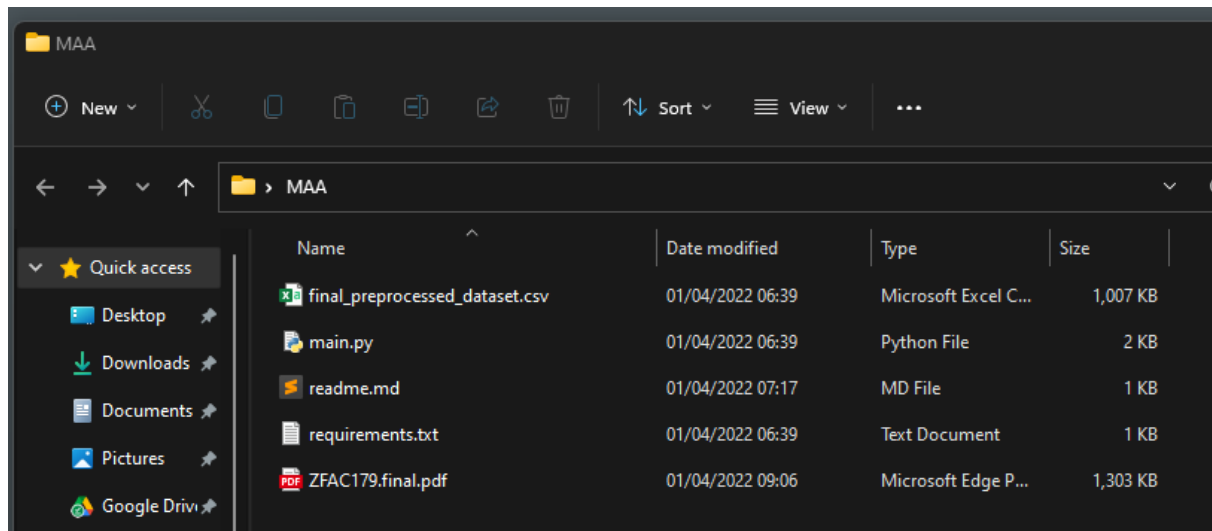 MAA
New
Sort
View
MAA
Quick access
Desktop
Downloads
Documents
Pictures
Google Driv
Name Date modified Type Size
final_preprocessed_dataset.csv 01/04/2022 06:39 Microsoft Excel C... 1,007 KB
main.py 01/04/2022 06:39 Python File 2 KB
readme.md 01/04/2022 07:17 MD File 1 KB
requirements.txt 01/04/2022 06:39 Text Document 1 KB
ZFAC179.final.pdf 01/04/2022 09:06 Microsoft Edge P... 1,303 KB